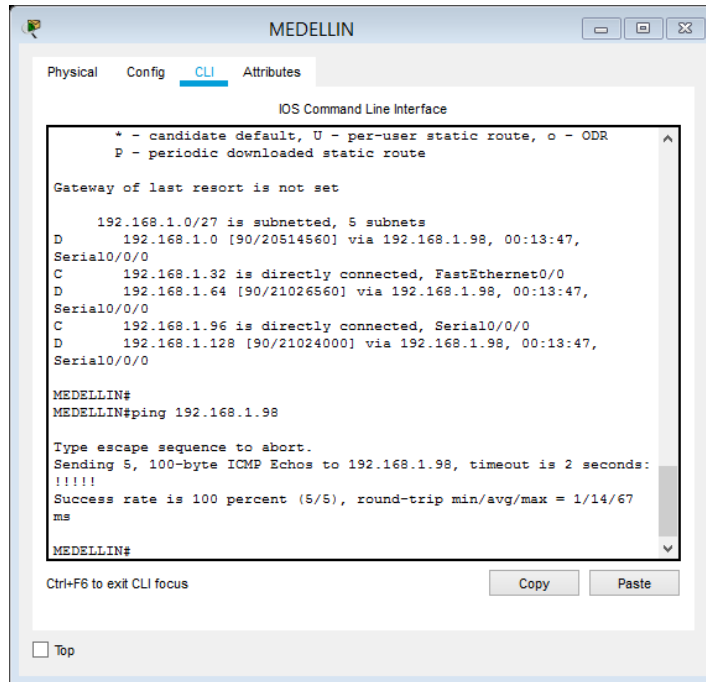 MEDELLIN
Physical Config CLI Attributes
IOS Command Line Interface
* - candidate default, U - per-user static route, o - ODR
P - periodic downloaded static route
Gateway of last resort is not set
192.168.1.0/27 is subnetted, 5 subnets
D 192.168.1.0 [90/20514560] via 192.168.1.98, 00:13:47,
Serial0/0/0
C 192.168.1.32 is directly connected, FastEthernet0/0
D 192.168.1.64 [90/21026560] via 192.168.1.98, 00:13:47,
Serial0/0/0
C 192.168.1.96 is directly connected, Serial0/0/0
D 192.168.1.128 [90/21024000] via 192.168.1.98, 00:13:47,
Serial0/0/0
MEDELLIN#
MEDELLIN#ping 192.168.1.98
Type escape sequence to abort.
Sending 5, 100-byte ICMP Echos to 192.168.1.98, timeout is 2 seconds:
!!!!!
Success rate is 100 percent (5/5), round-trip min/avg/max = 1/14/67
ms
MEDELLIN#
Ctrl+F6 to exit CLI focus
Copy Paste
Top